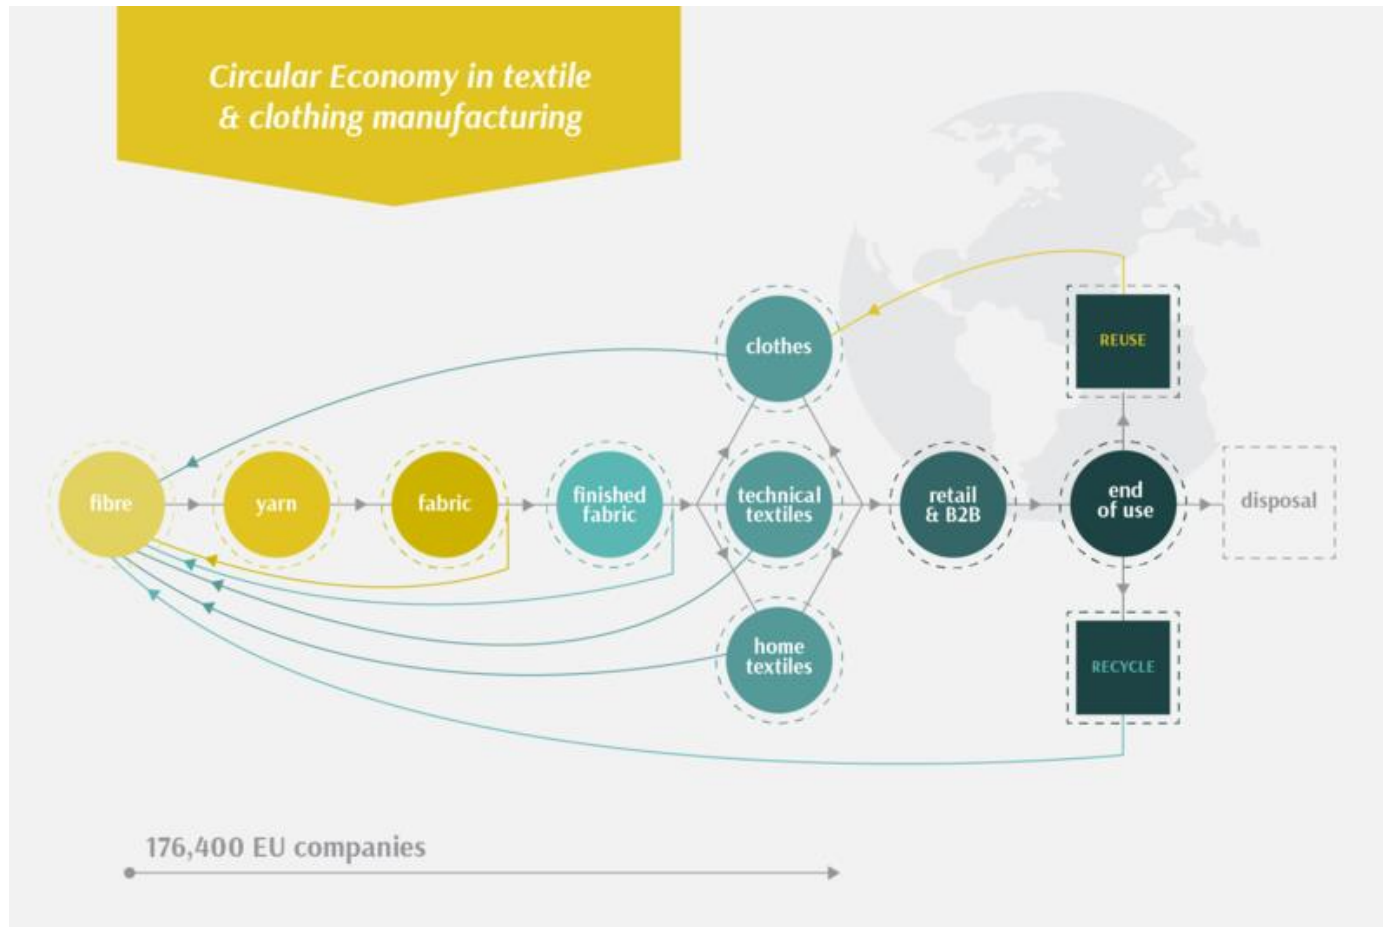 Circular Economy in textile
& clothing manufacturing
clothes
REUSE
fibre
yarn
fabric
finished
fabric
technical
textiles
retail
& B2B
end
of use
disposal
home
textiles
RECYCLE
176,400 EU companies